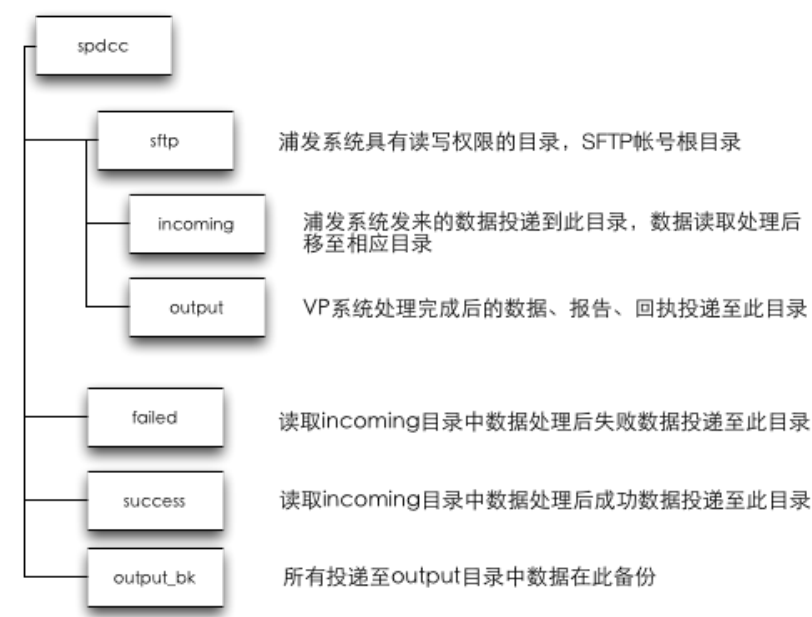 spdcc
sftp
浦发系统具有读写权限的目录，SFTP帐号根目录
incoming
浦发系统发来的数据投递到此目录，数据读取处理后
移至相应目录
output
VP系统处理完成后的数据、报告、回执投递至此目录
failed
读取incoming目录中数据处理后失败数据投递至此目录
success
读取incoming目录中数据处理后成功数据投递至此目录
output_bk
所有投递至output目录中数据在此备份